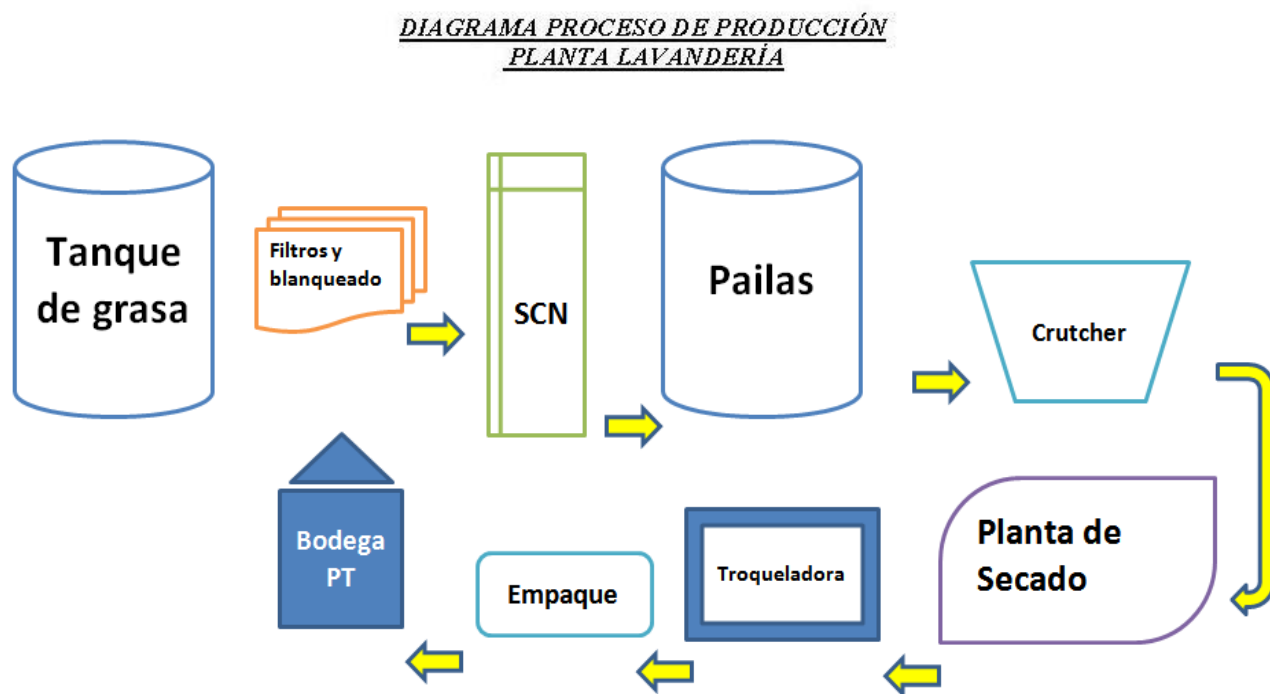 DIAGRAMA PROCESO DE PRODUCCIÓN
PLANTA LAVANDERÍA
Tanque
de grasa
Filtros y
blanqueado
SCN
Pailas
Crutcher
Planta de
Secado
Troqueladora
Empaque
Bodega
PT